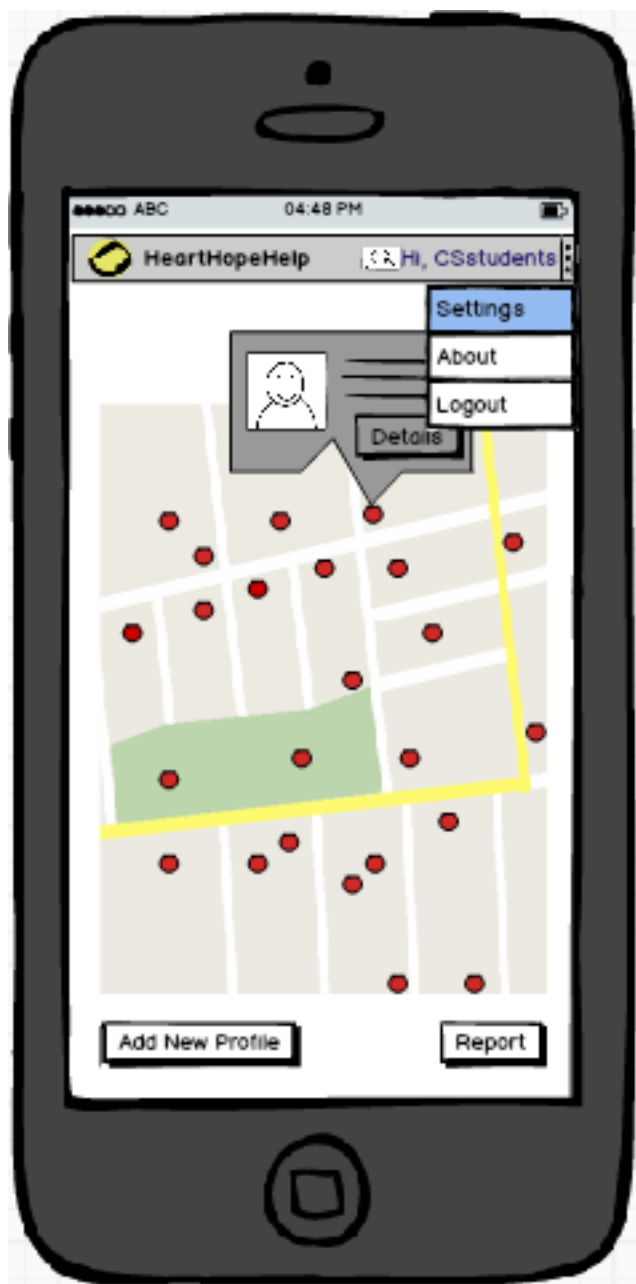 ABC 04:48 PM
HeartHopeHelp Hi, CSstudents
Settings
About
Logout
Details
Add New Profile Report